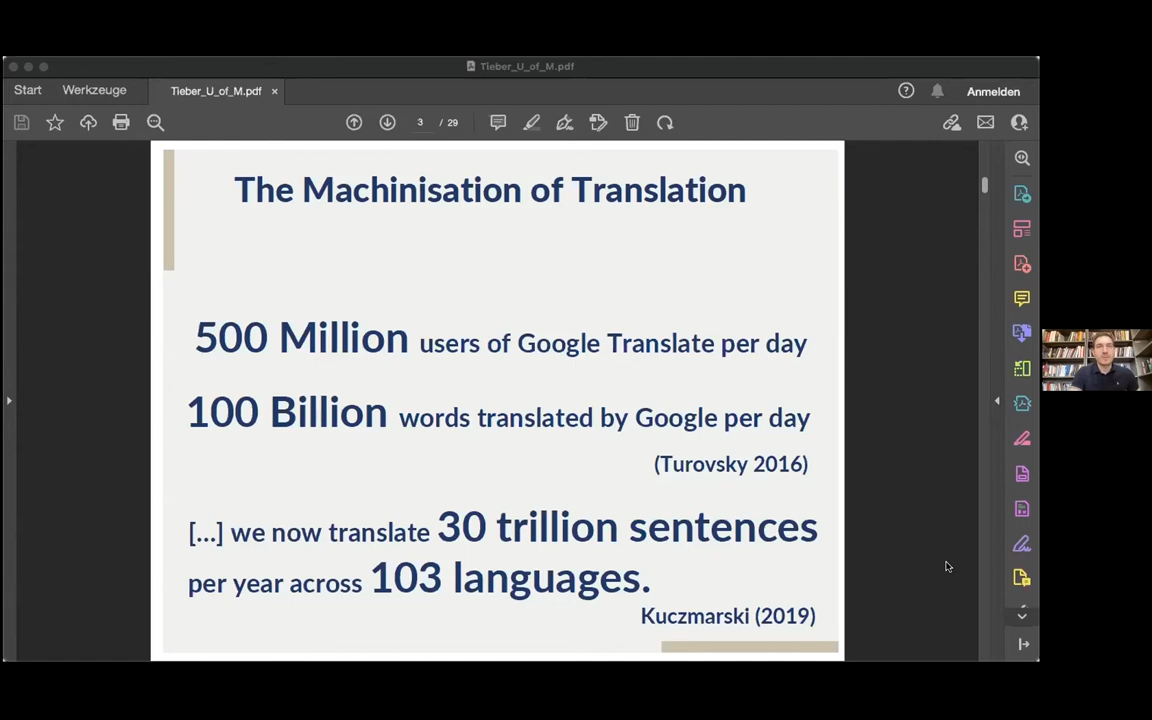 Tieber_U_of_M.pdf
Start Werkzeuge Tieber_U_of_M.pdf × Anmelden
3 / 29
The Machinisation of Translation
500 Million users of Google Translate per day
100 Billion words translated by Google per day
(Turovsky 2016)
[...] we now translate 30 trillion sentences
per year across 103 languages.
Kuczmarski (2019)